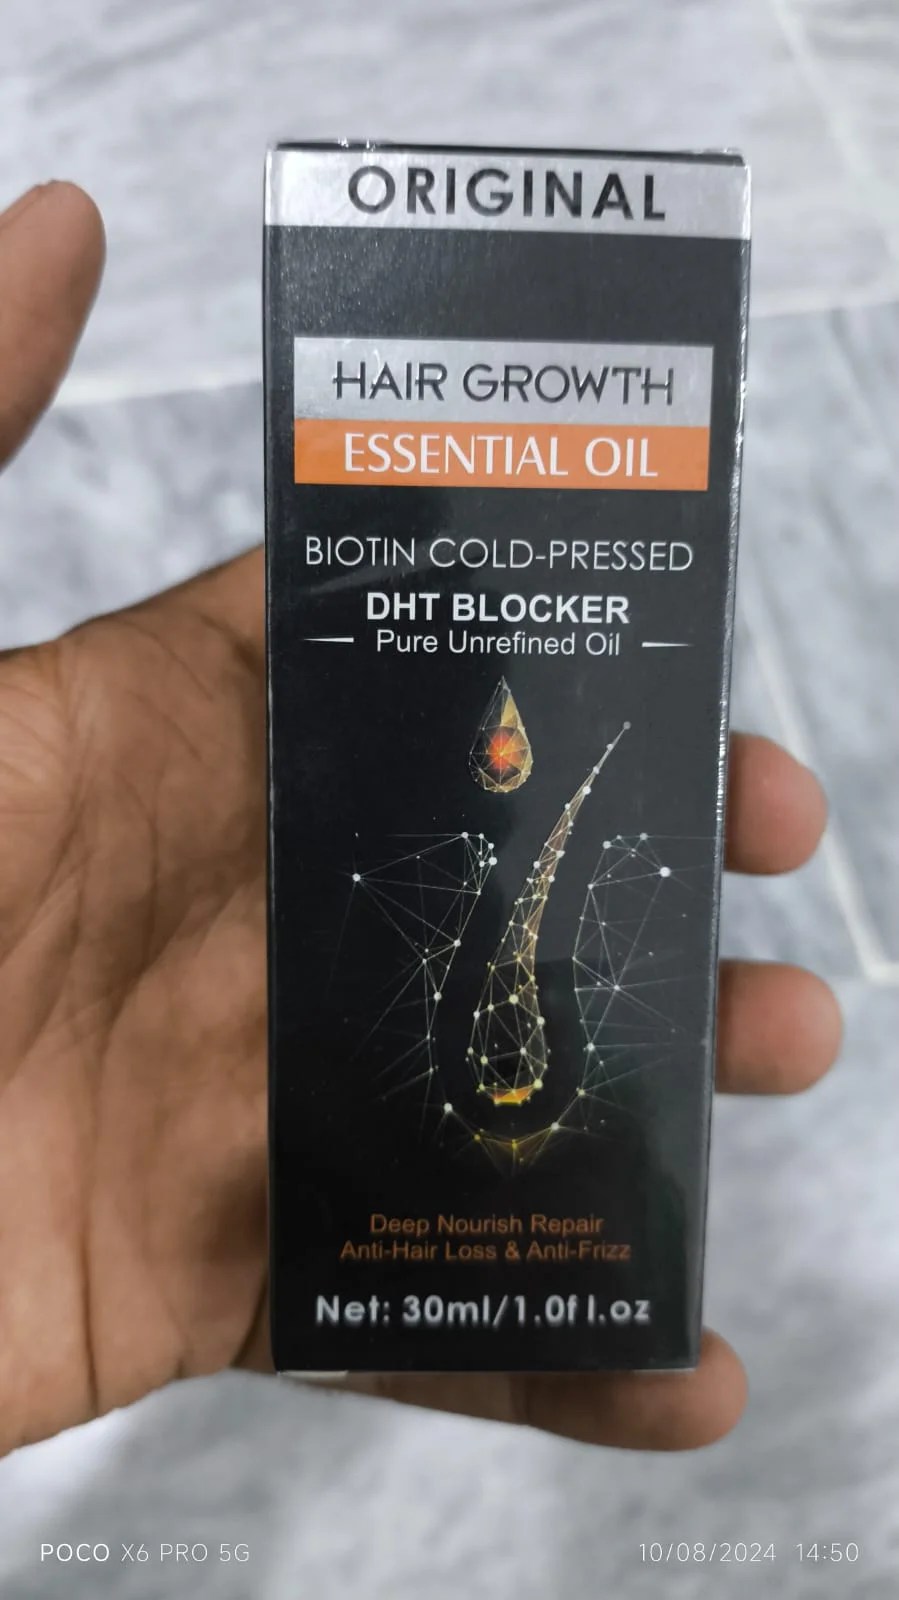 ORIGINAL
HAIR GROWTH
ESSENTIAL OIL
BIOTIN COLD-PRESSED
DHT BLOCKER
Pure Unrefined Oil
Deep Nourish Repair
Anti-Hair Loss & Anti-Frizz
Net: 30ml/1.0fl.oz
POCO X6 PRO 5G
10/08/2024 14:50